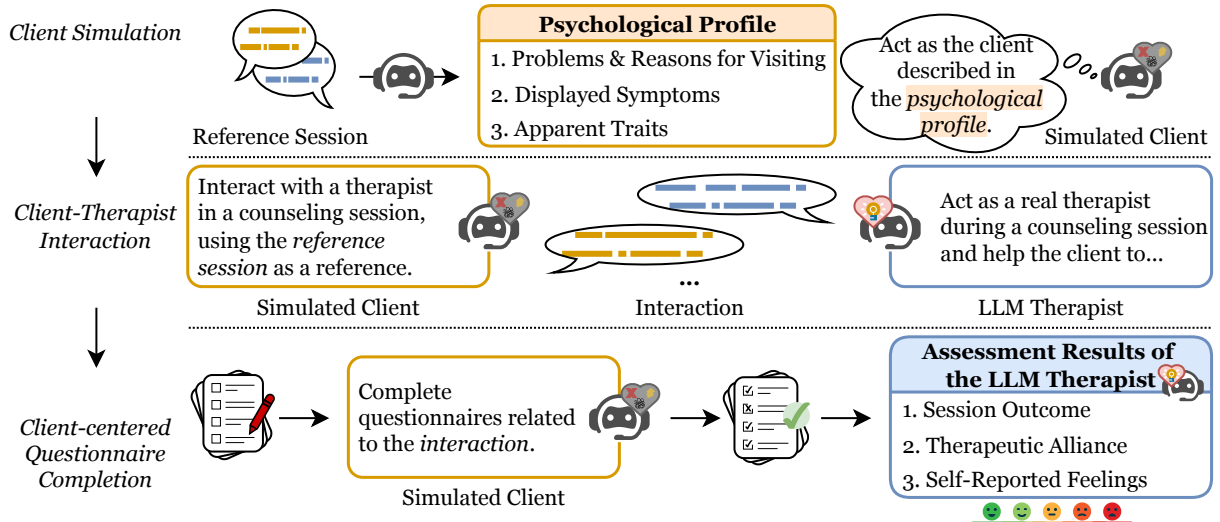 Client Simulation
Reference Session
Psychological Profile
1. Problems & Reasons for Visiting
2. Displayed Symptoms
3. Apparent Traits
Act as the client
described in
the psychological
profile.
Simulated Client
Client-Therapist
Interaction
Interact with a therapist
in a counseling session,
using the reference
session as a reference.
Simulated Client
...
Interaction
Act as a real therapist
during a counseling session
and help the client to...
LLM Therapist
Client-centered
Questionnaire
Completion
Complete
questionnaires related
to the interaction.
Simulated Client
Assessment Results of
the LLM Therapist
1. Session Outcome
2. Therapeutic Alliance
3. Self-Reported Feelings